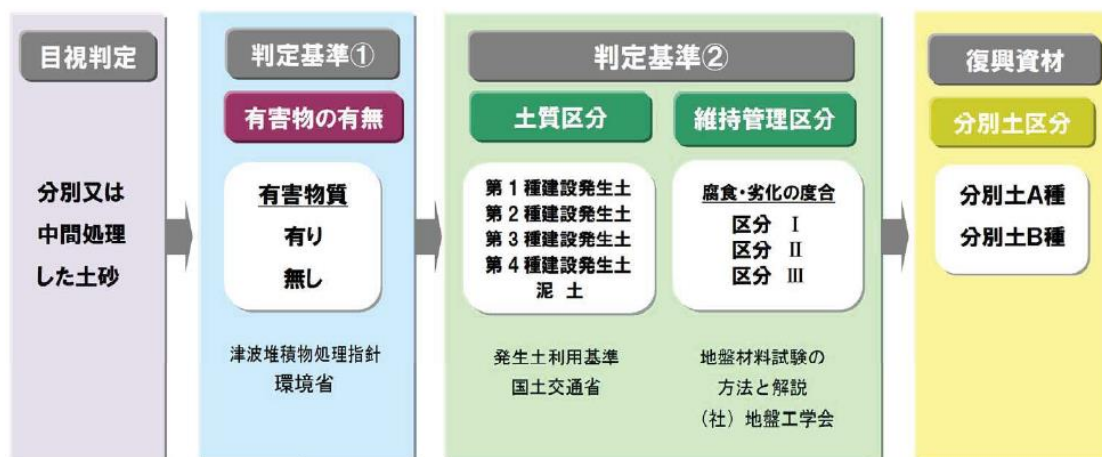 目視判定
分別又は
中間処理
した土砂
判定基準①
有害物の有無
有害物質
有り
無し
津波堆積物処理指針
環境省
判定基準②
土質区分
第1種建設発生土
第2種建設発生土
第3種建設発生土
第4種建設発生土
泥 土
発生土利用基準
国土交通省
維持管理区分
腐食・劣化の度合
区分 Ⅰ
区分 Ⅱ
区分 Ⅲ
地盤材料試験の
方法と解説
（社）地盤工学会
復興資材
分別土区分
分別土A種
分別土B種